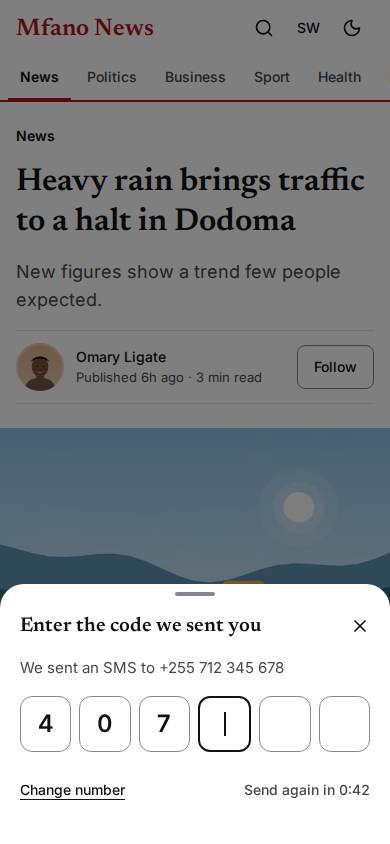 Mfano News
SW
News Politics Business Sport Health
News
Heavy rain brings traffic
to a halt in Dodoma
New figures show a trend few people
expected.
Omary Ligate
Published 6h ago · 3 min read
Follow
Enter the code we sent you
We sent an SMS to +255 712 345 678
4 0 7
Change number
Send again in 0:42